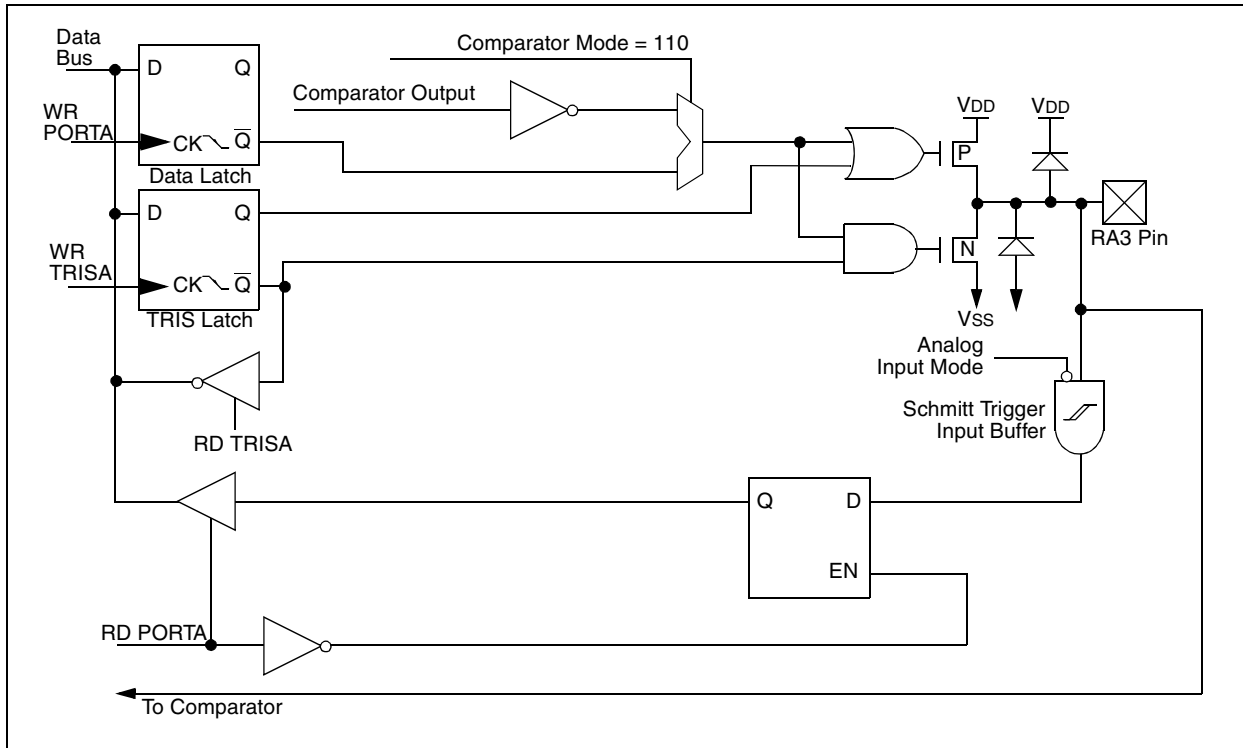 Data
Bus
D Q
WR
PORTA
CK Q
Data Latch
D Q
WR
TRISA
CK Q
TRIS Latch
RD TRISA
Comparator Mode = 110
Comparator Output
VDD
VDD
P
N
VSS
RA3 Pin
Analog
Input Mode
Schmitt Trigger
Input Buffer
Q D
EN
RD PORTA
To Comparator